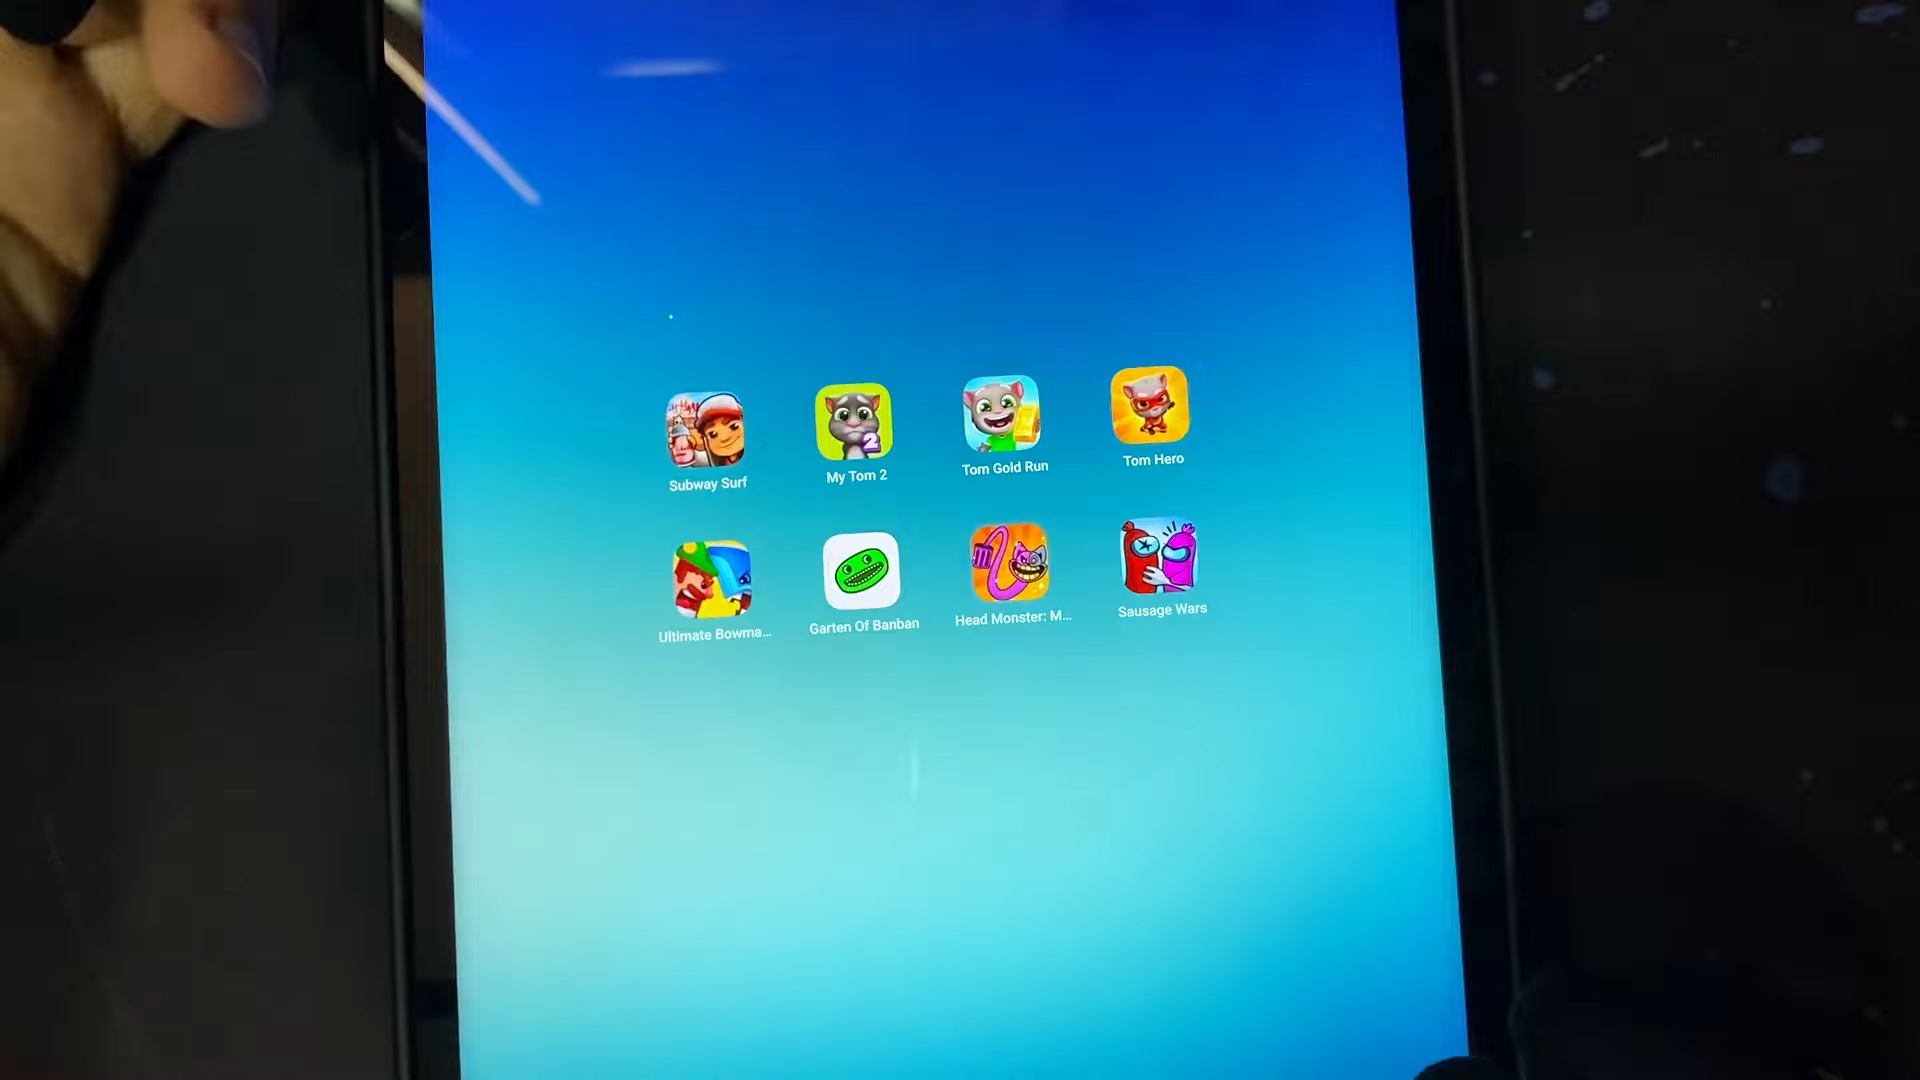 Subway Surf
My Tom 2
Tom Gold Run
Tom Hero
Ultimate Bowma...
Garten Of Banban
Head Monster: M...
Sausage Wars
2